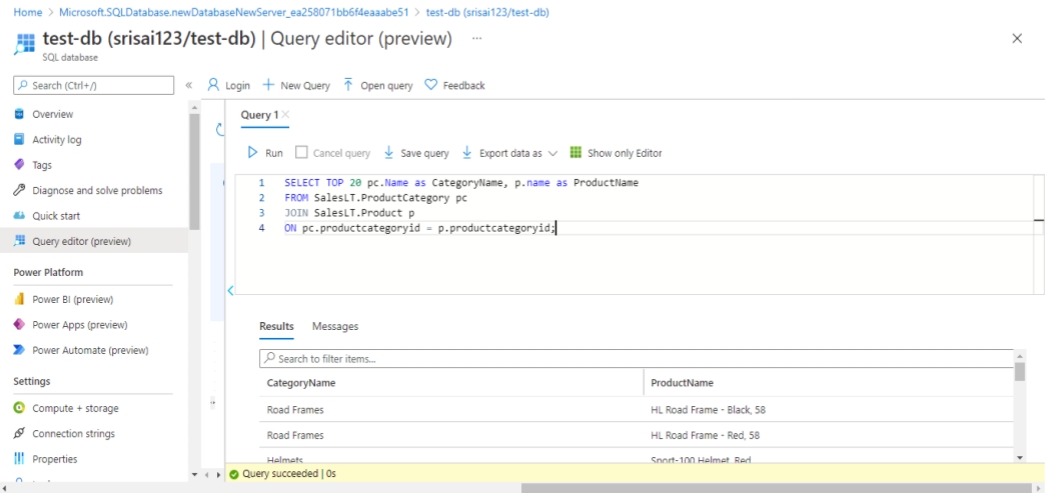 Home > Microsoft.SQLDatabase.newDatabaseNewServer_ea258071bb6f4eaaabe51 > test-db (srisai123/test-db)
test-db (srisai123/test-db) | Query editor (preview) ...
SQL database
Search (Ctrl+/)
Overview
Activity log
Tags
Diagnose and solve problems
Quick start
Query editor (preview)
Power Platform
Power BI (preview)
Power Apps (preview)
Power Automate (preview)
Settings
Compute + storage
Connection strings
Properties
Login
New Query
Open query
Feedback
Query 1
Run
Cancel query
Save query
Export data as
Show only Editor
1 SELECT TOP 20 pc.Name as CategoryName, p.name as ProductName
2 FROM SalesLT.ProductCategory pc
3 JOIN SalesLT.Product p
4 ON pc.productcategoryid = p.productcategoryid;
Results Messages
Search to filter items...
CategoryName ProductName
Road Frames HL Road Frame - Black, 58
Road Frames HL Road Frame - Red, 58
Helmets Sport-100 Helmet, Red
Query succeeded | 0s